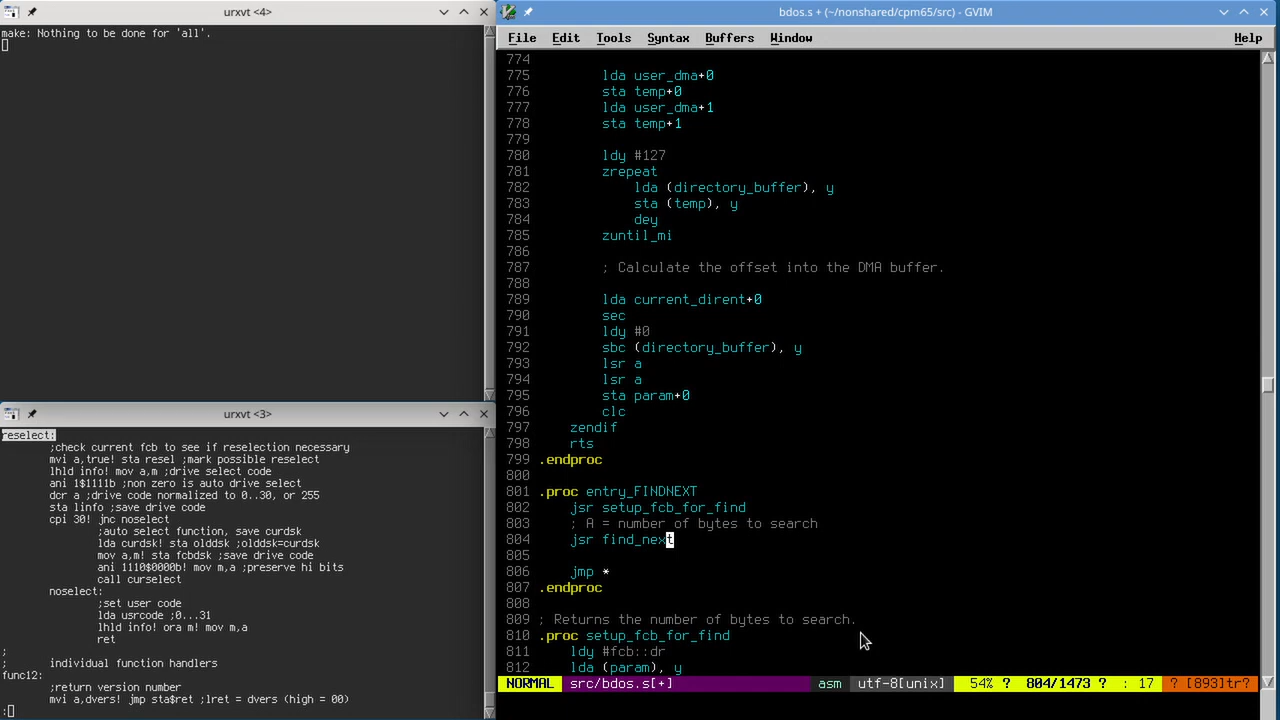 urxvt <4>
make: Nothing to be done for 'all'.
urxvt <3>
reselect:
;check current fcb to see if reselection necessary
mvi a,true! sta resel ;mark possible reselect
lhld info! mov a,m ;drive select code
ani 1$1111b ;non zero is auto drive select
dcr a ;drive code normalized to 0..30, or 255
sta linfo ;save drive code
cpi 30! jnc noselect
;auto select function, save curdsk
lda curdsk! sta olddsk ;olddsk=curdsk
mov a,m! sta fcbdsk ;save drive code
ani 1110$0000b! mov m,a ;preserve hi bits
call curselect
noselect:
;set user code
lda usrcode ;0...31
lhld info! ora m! mov m,a
ret
;
; individual function handlers
func12:
;return version number
mvi a,dvers! jmp sta$ret ;lret = dvers (high = 00)
:
bdos.s + (~/nonshared/cpm65/src) - GVIM
File Edit Tools Syntax Buffers Window Help
774
775 lda user_dma+0
776 sta temp+0
777 lda user_dma+1
778 sta temp+1
779
780 ldy #127
781 zrepeat
782 lda (directory_buffer), y
783 sta (temp), y
784 dey
785 zuntil_mi
786
787 ; Calculate the offset into the DMA buffer.
788
789 lda current_dirent+0
790 sec
791 ldy #0
792 sbc (directory_buffer), y
793 lsr a
794 lsr a
795 sta param+0
796 clc
797 zendif
798 rts
799 .endproc
800
801 .proc entry_FINDNEXT
802 jsr setup_fcb_for_find
803 ; A = number of bytes to search
804 jsr find_next
805
806 jmp *
807 .endproc
808
809 ; Returns the number of bytes to search.
810 .proc setup_fcb_for_find
811 ldy #fcb::dr
812 lda (param), y
NORMAL src/bdos.s[+] asm utf-8[unix] 54% ? 804/1473 ? : 17 ? [893]tr?